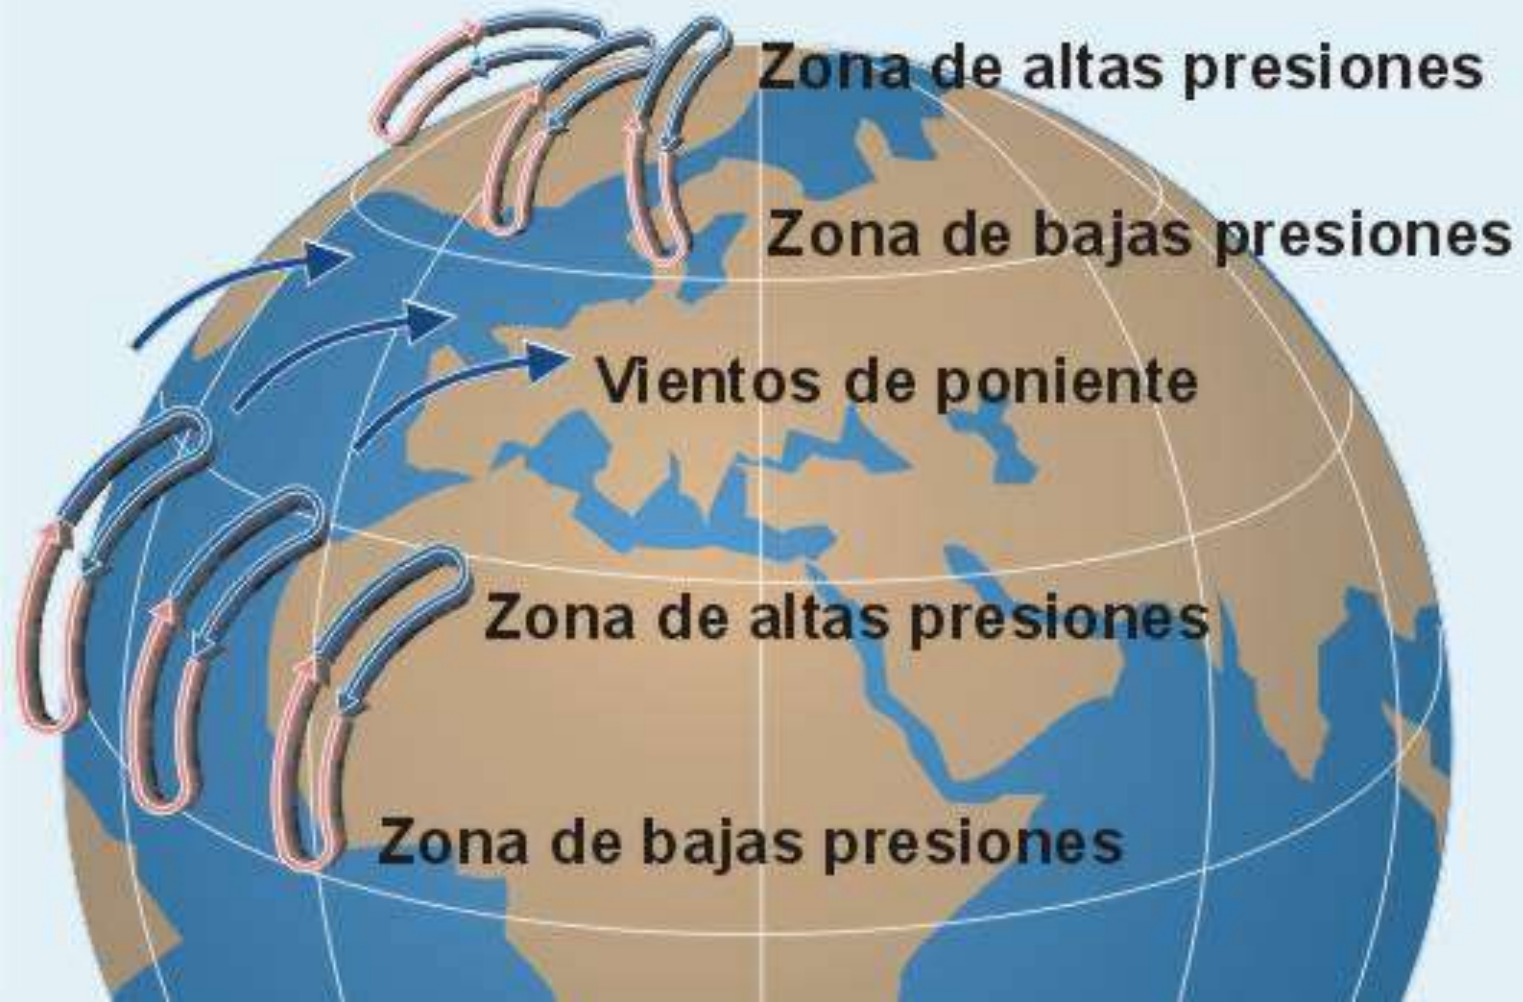 Zona de altas presiones
Zona de bajas presiones
Vientos de poniente
Zona de altas presiones
Zona de bajas presiones